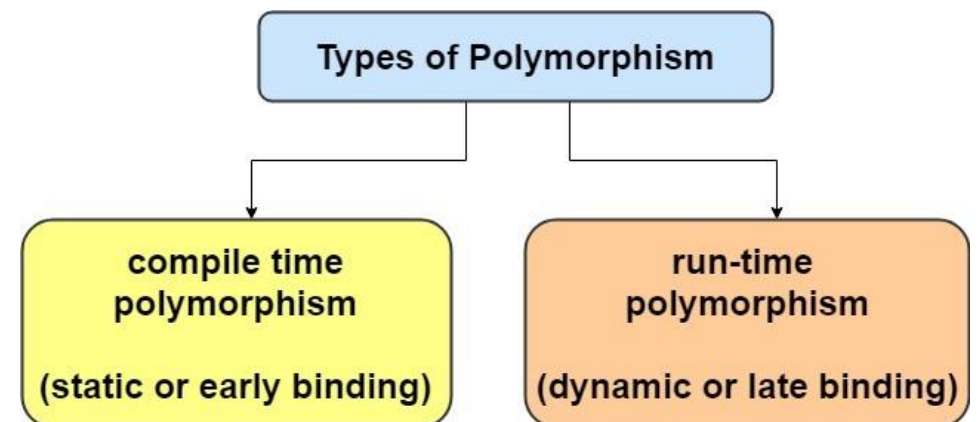 Types of Polymorphism
compile time
polymorphism
(static or early binding)
run-time
polymorphism
(dynamic or late binding)